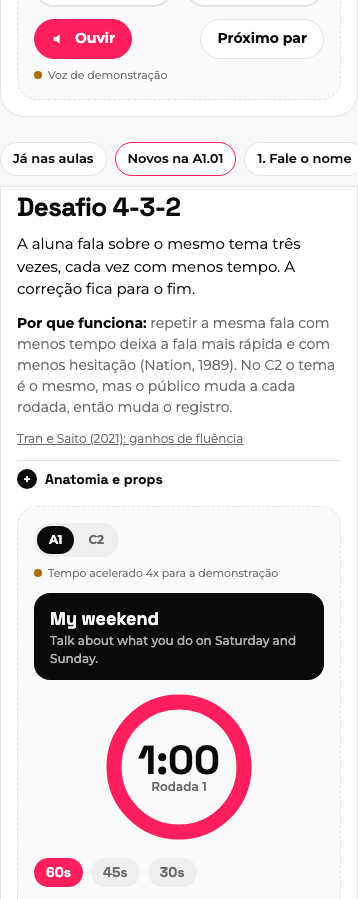 Ouvir
Próximo par
Voz de demonstração
Já nas aulas
Novos na A1.01
1. Fale o nome
Desafio 4-3-2
A aluna fala sobre o mesmo tema três
vezes, cada vez com menos tempo. A
correção fica para o fim.
Por que funciona: repetir a mesma fala com
menos tempo deixa a fala mais rápida e com
menos hesitação (Nation, 1989). No C2 o tema
é o mesmo, mas o público muda a cada
rodada, então muda o registro.
Tran e Saito (2021): ganhos de fluência
Anatomia e props
A1
C2
Tempo acelerado 4x para a demonstração
My weekend
Talk about what you do on Saturday and
Sunday.
1:00
Rodada 1
60s
45s
30s